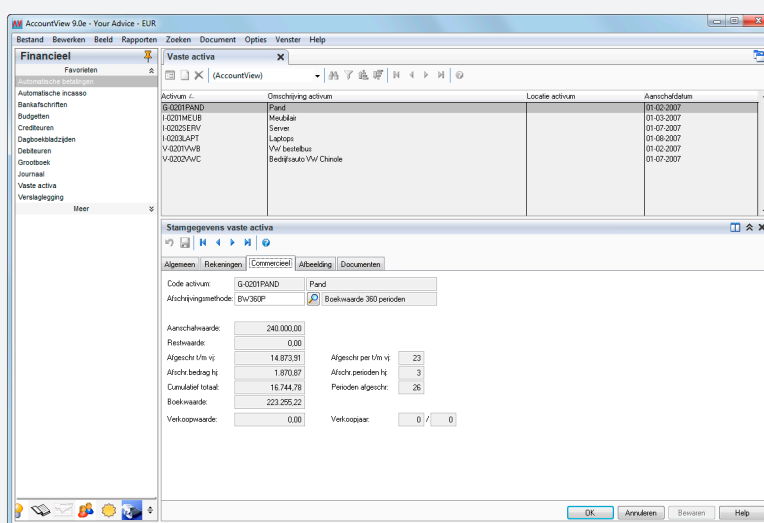 AccountView 9.0e - Your Advice - EUR
Bestand Bewerken Beeld Rapporten Zoeken Document Opties Venster Help
Financieel
Favorieten
Automatische betalingen
Automatische incasso
Bankafschriften
Budgetten
Crediteuren
Dagboekbladzijden
Debiteuren
Grootboek
Journaal
Vaste activa
Verslaglegging
Meer
Vaste activa
(AccountView)
Activum Omschrijving activum Locatie activum Aanschafdatum
G-0201PAND Pand 01-02-2007
I-0201MEUB Meubilair 01-03-2007
I-0202SERV Server 01-07-2007
I-0203LAPT Laptops 01-08-2007
V-0201VWB VW bestelbus 01-02-2007
V-0202VWC Bedrijfsauto VW Chinole 01-07-2007
Stamgegevens vaste activa
Algemeen Rekeningen Commercieel Afbeelding Documenten
Code activum: G-0201PAND Pand
Afschrijvingsmethode: BW360P Boekwaarde 360 perioden
Aanschafwaarde: 240.000,00
Restwaarde: 0,00
Afgeschr t/m vj: 14.873,91 Afgeschr per t/m vj: 23
Afschr.bedrag hj: 1.870,87 Afschr.perioden hj: 3
Cumulatief totaal: 16.744,78 Perioden afgeschr: 26
Boekwaarde: 223.255,22
Verkoopwaarde: 0,00 Verkoopjaar: 0 / 0
OK Annuleren Bewaren Help